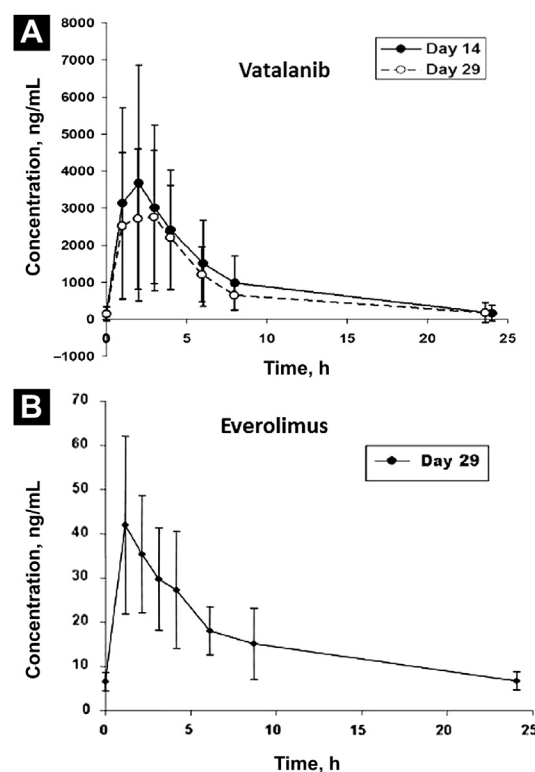 A
Vatalanib
Day 14
Day 29
Concentration, ng/mL
8000
7000
6000
5000
4000
3000
2000
1000
0
–1000
0
5
10
15
20
25
Time, h
B
Everolimus
Day 29
Concentration, ng/mL
70
60
50
40
30
20
10
0
0
5
10
15
20
25
Time, h